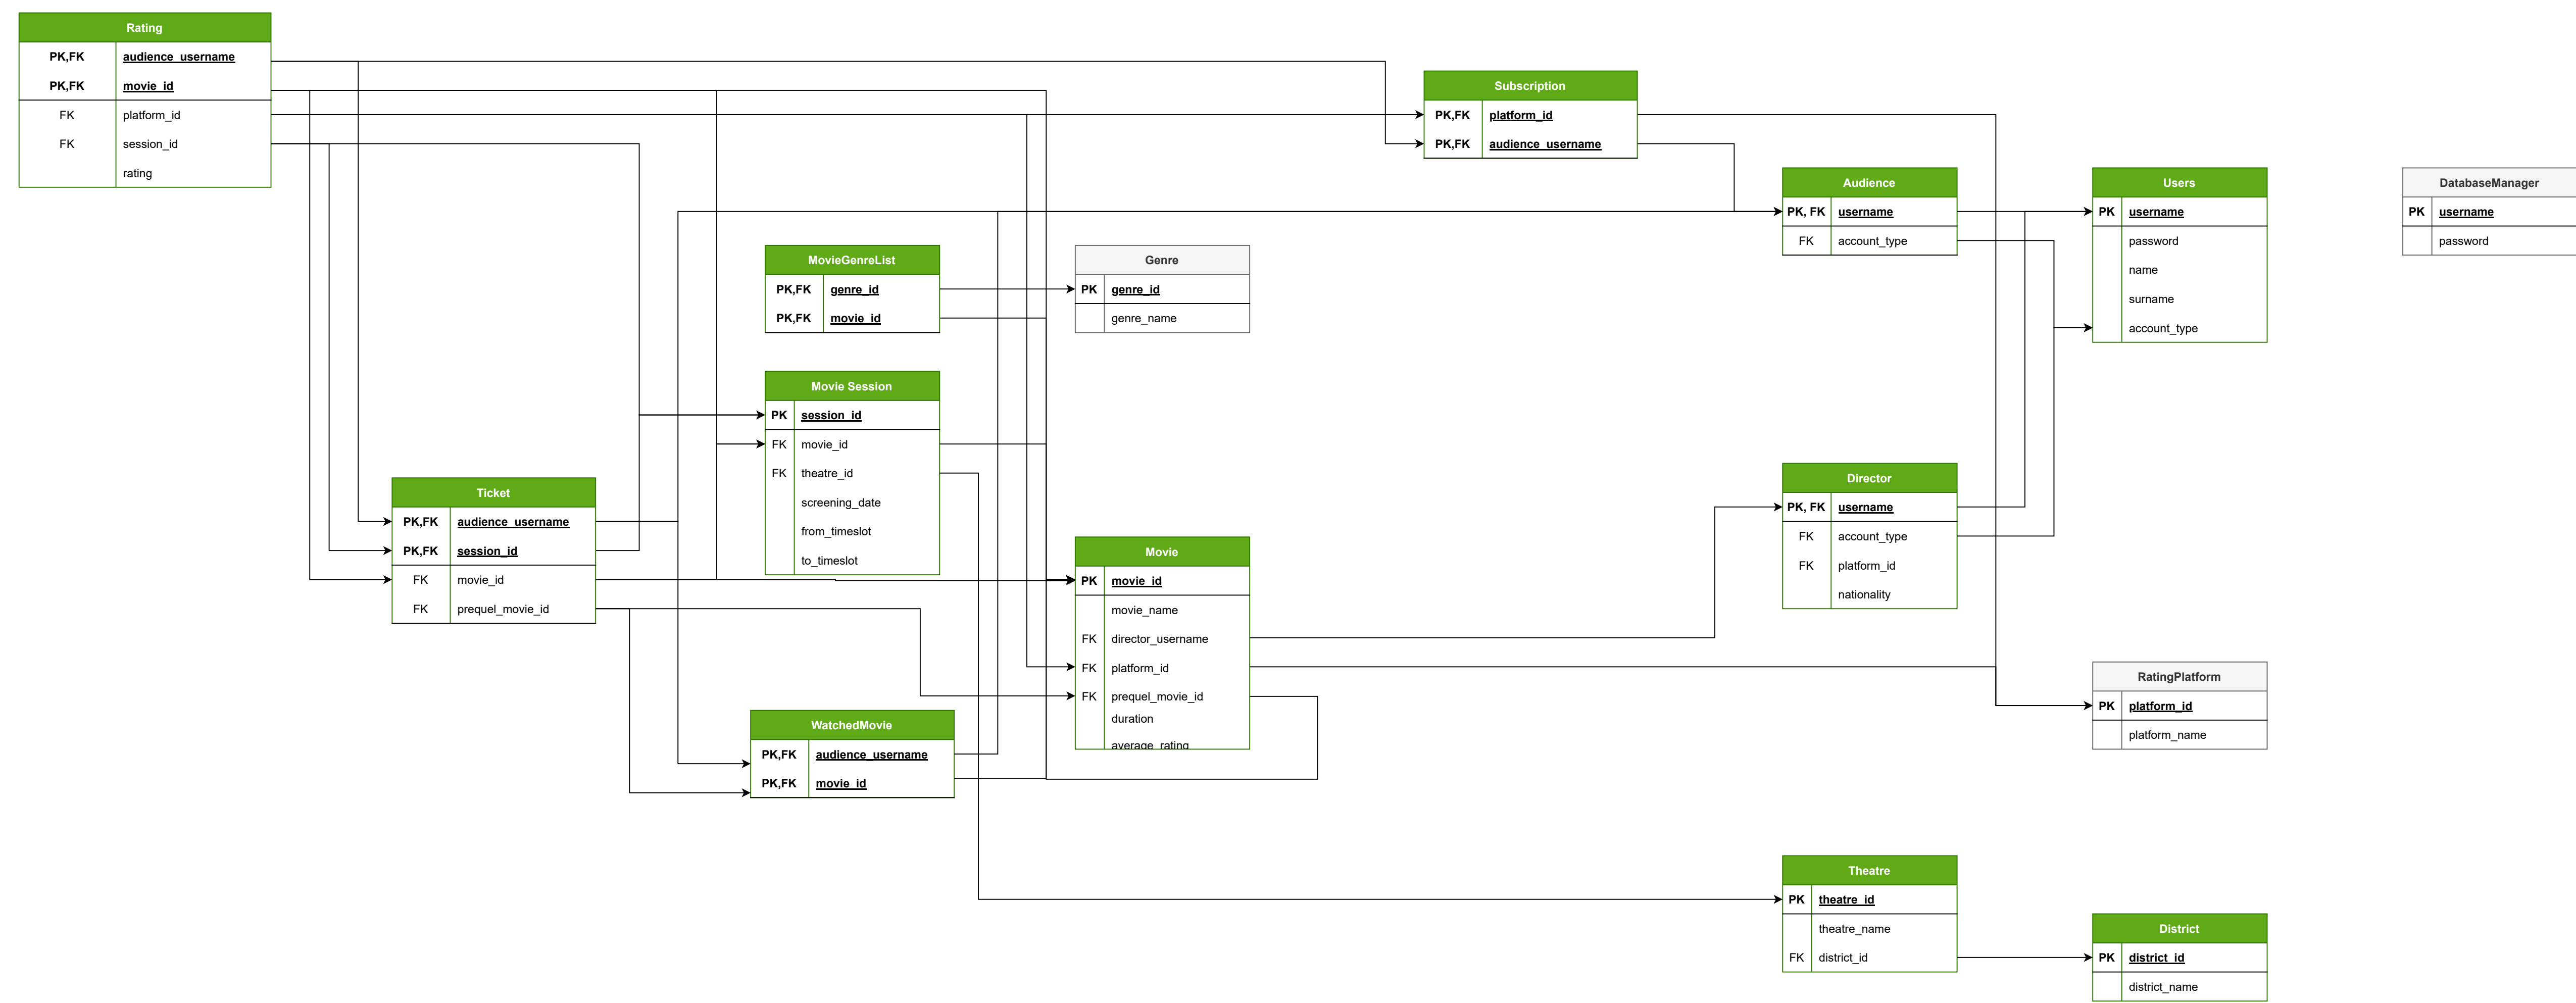 Rating
PK,FK audience_username
PK,FK movie_id
FK platform_id
FK session_id
rating
Subscription
PK,FK platform_id
PK,FK audience_username
Audience
PK, FK username
FK account_type
Users
PK username
password
name
surname
account_type
DatabaseManager
PK username
password
MovieGenreList
PK,FK genre_id
PK,FK movie_id
Genre
PK genre_id
genre_name
Movie Session
PK session_id
FK movie_id
FK theatre_id
screening_date
from_timeslot
to_timeslot
Ticket
PK,FK audience_username
PK,FK session_id
FK movie_id
FK prequel_movie_id
Movie
PK movie_id
movie_name
FK director_username
FK platform_id
FK prequel_movie_id
duration
average_rating
Director
PK, FK username
FK account_type
FK platform_id
nationality
RatingPlatform
PK platform_id
platform_name
WatchedMovie
PK,FK audience_username
PK,FK movie_id
Theatre
PK theatre_id
theatre_name
FK district_id
District
PK district_id
district_name